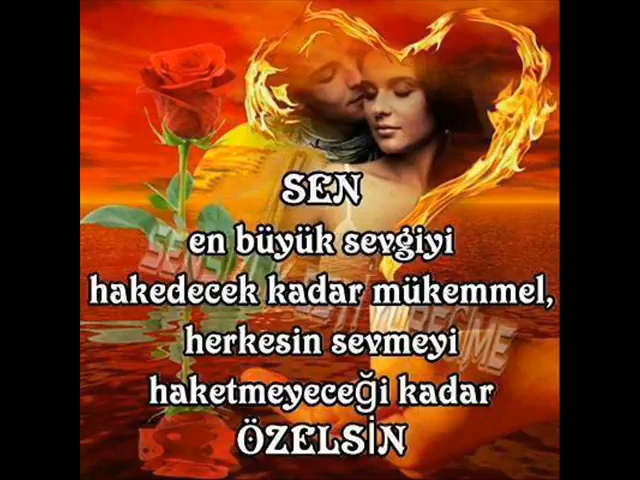 SEN
en büyük sevgiyi
hakedecek kadar mükemmel,
herkesin sevmeyi
haketmeyeceği kadar
ÖZELSİN